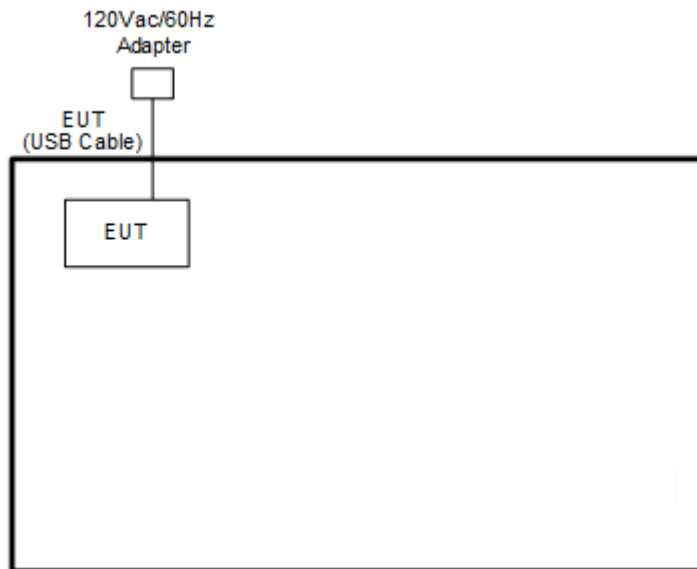 120Vac/60Hz
Adapter
EUT
(USB Cable)
EUT